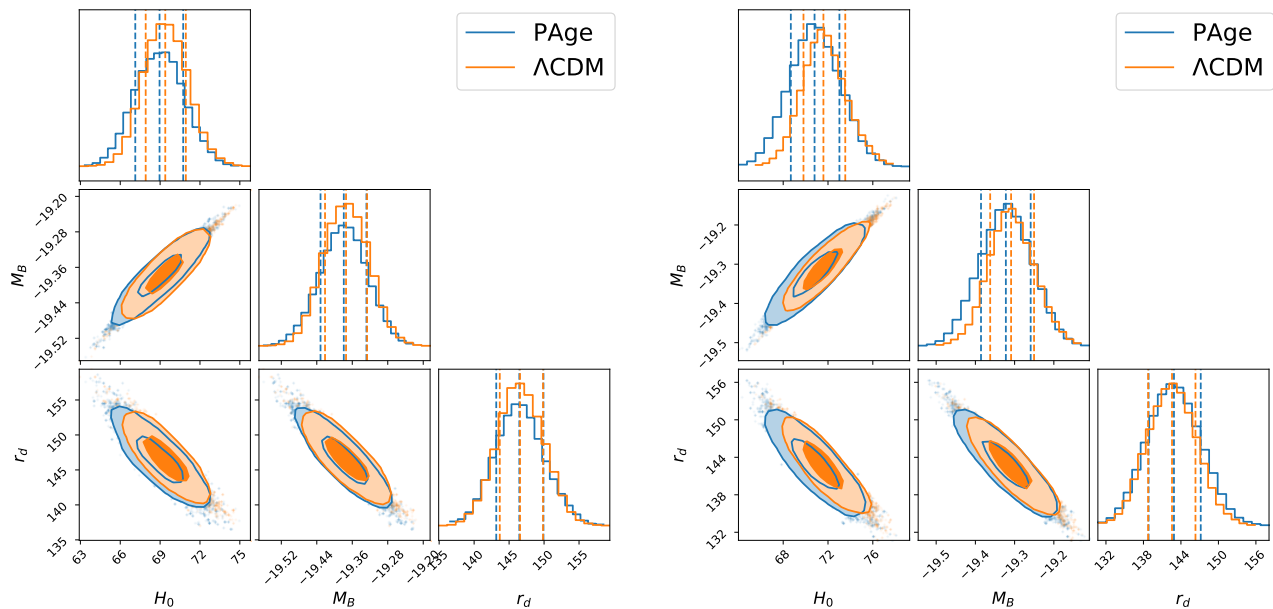 PAge
ΛCDM
−19.20
−19.28
−19.36
−19.44
−19.52
M_B
155
150
145
140
135
r_d
63 66 69 72 75
H_0
−19.52 −19.44 −19.36 −19.28
M_B
135 140 145 150 155
r_d
PAge
ΛCDM
−19.2
−19.3
−19.4
−19.5
M_B
156
150
144
138
132
r_d
68 72 76
H_0
−19.5 −19.4 −19.3 −19.2
M_B
132 138 144 150 156
r_d